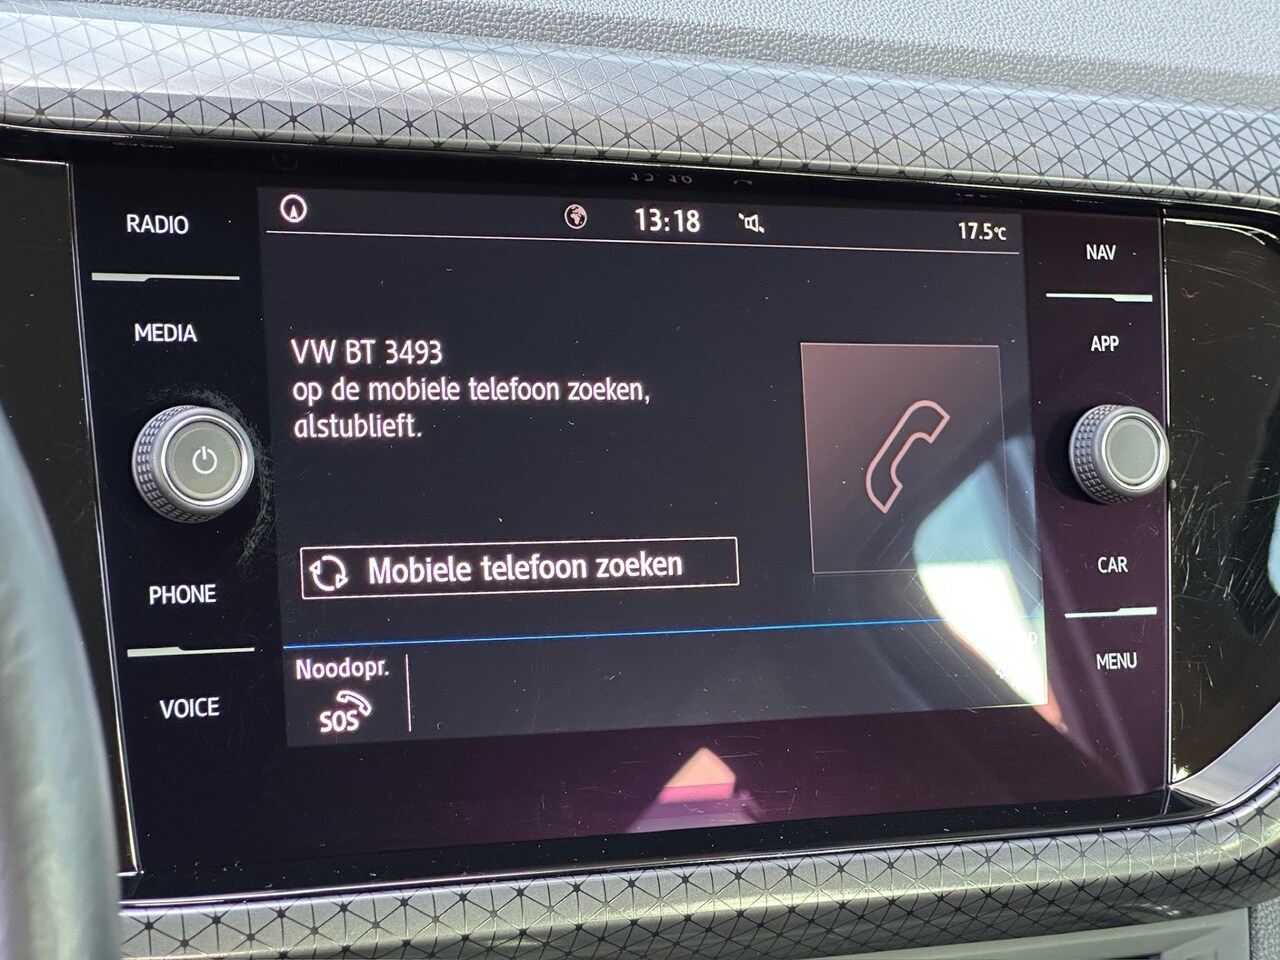 RADIO
MEDIA
PHONE
VOICE
13:18
17.5°C
VW BT 3493
op de mobiele telefoon zoeken,
alstublieft.
Mobiele telefoon zoeken
Noodopr.
SOS
NAV
APP
CAR
MENU